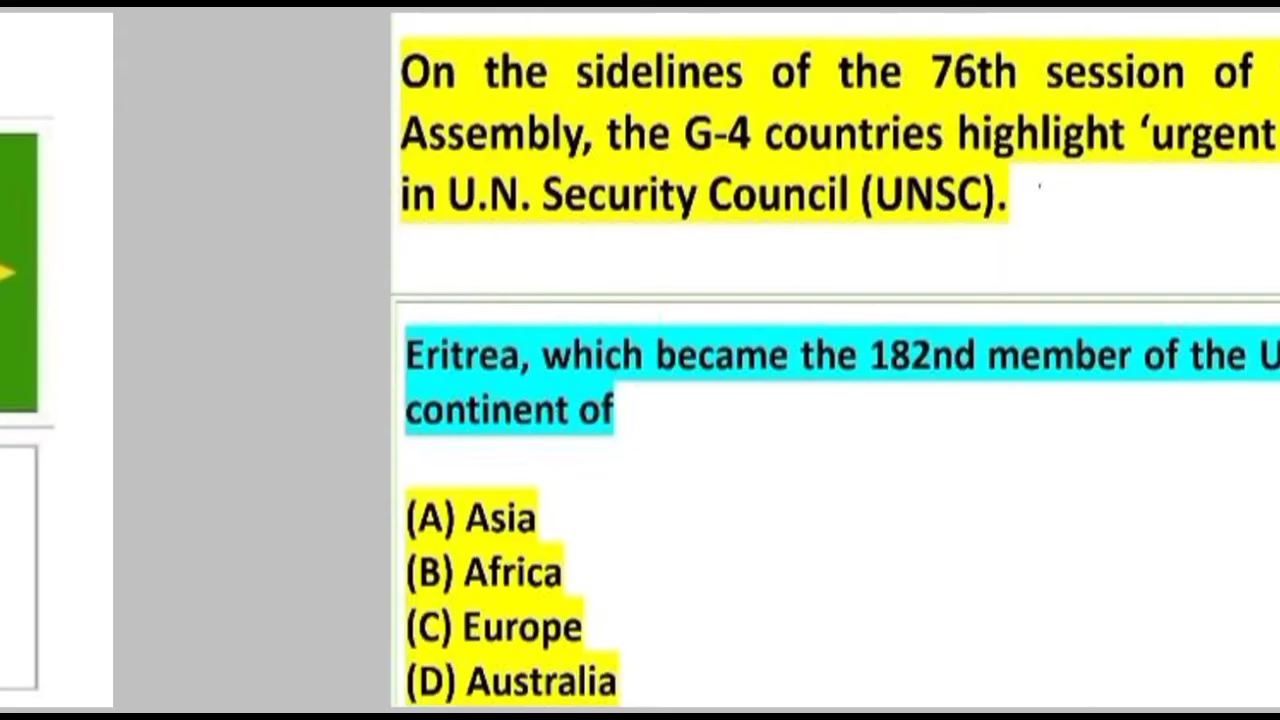 On the sidelines of the 76th session of
Assembly, the G-4 countries highlight ‘urgent
in U.N. Security Council (UNSC).
Eritrea, which became the 182nd member of the U
continent of
(A) Asia
(B) Africa
(C) Europe
(D) Australia